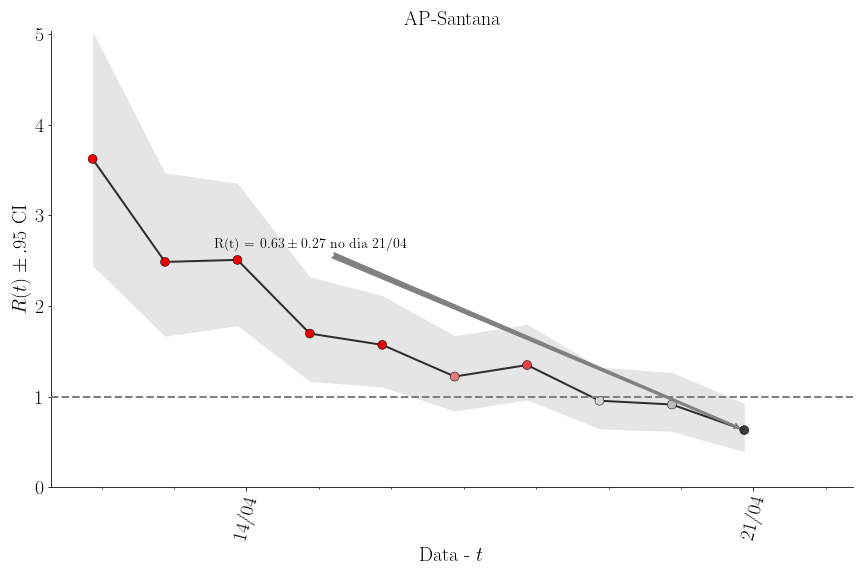 AP-Santana
5
4
3
2
1
0
R(t) ± .95 CI
R(t) = 0.63 ± 0.27 no dia 21/04
14/04
21/04
Data - t